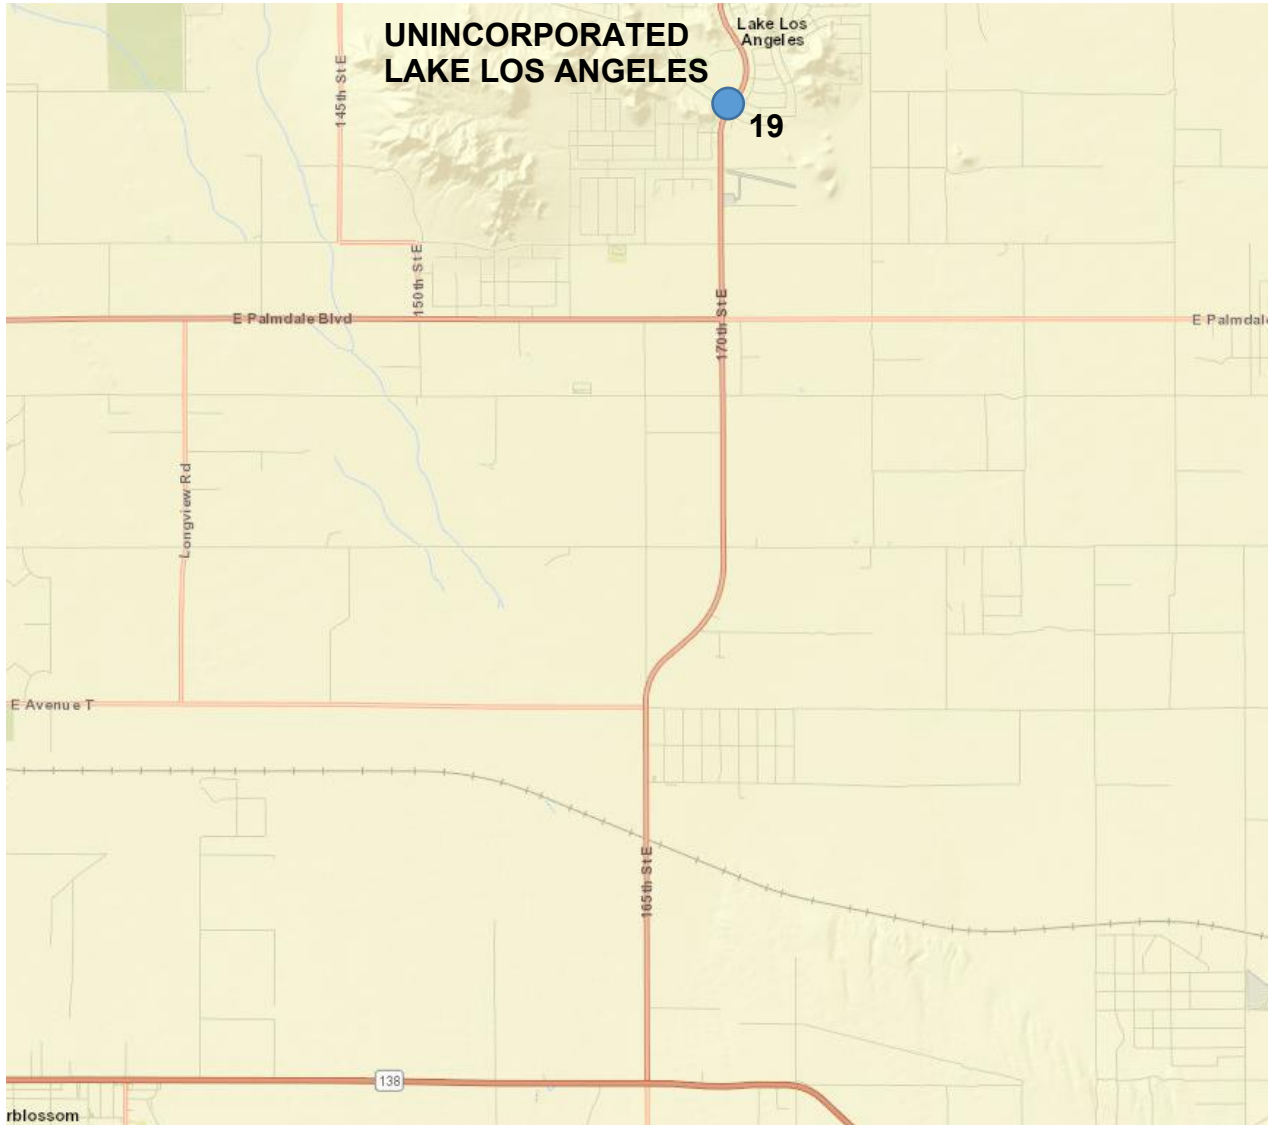 UNINCORPORATED
LAKE LOS ANGELES
Lake Los
Angeles
19
145th St E
150th St E
E Palmdale Blvd
170th St E
E Palmdale
Longview Rd
E Avenue T
165th St E
138
rblossom